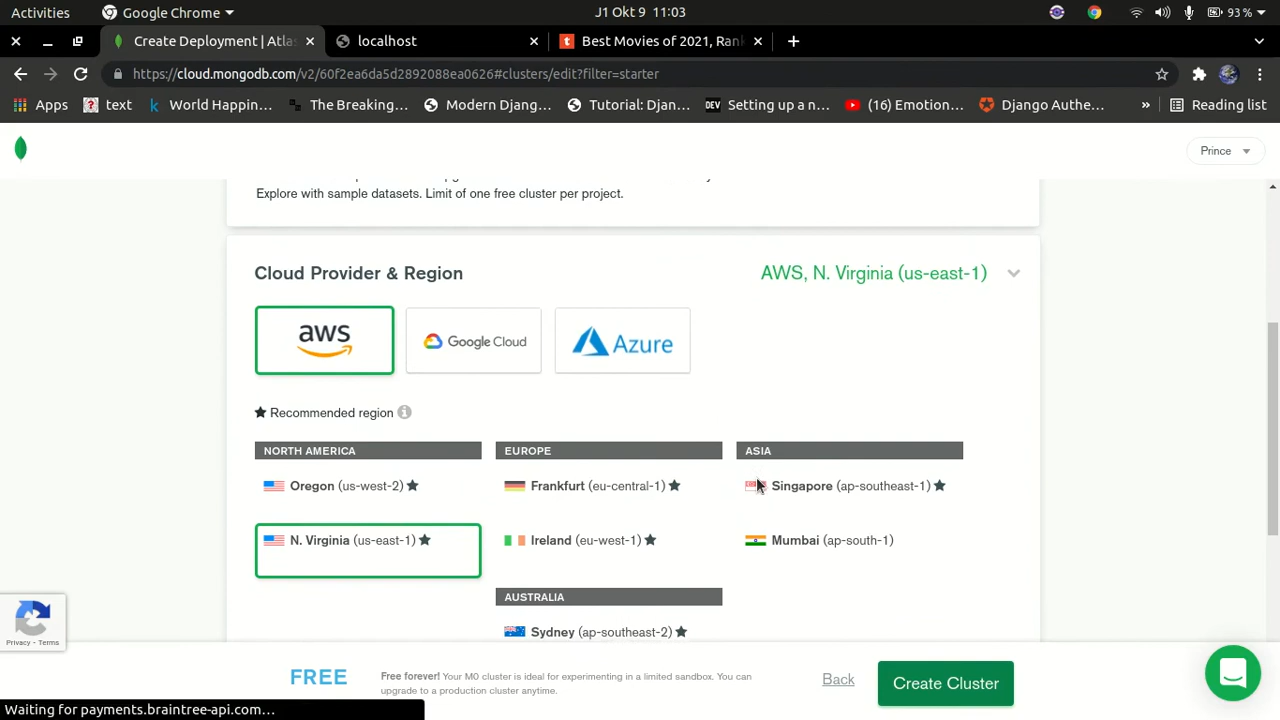 Activities
Google Chrome
J1 Okt 9 11:03
93 %
Create Deployment | Atlas
localhost
Best Movies of 2021, Ran
https://cloud.mongodb.com/v2/60f2ea6da5d2892088ea0626#clusters/edit?filter=starter
Apps
text
World Happin...
The Breaking...
Modern Djang...
Tutorial: Djan...
DEV
Setting up a n...
(16) Emotion...
Django Authe...
»
Reading list
Prince
Explore with sample datasets. Limit of one free cluster per project.
Cloud Provider & Region
AWS, N. Virginia (us-east-1)
aws
Google Cloud
Azure
Recommended region
NORTH AMERICA
EUROPE
ASIA
Oregon (us-west-2)
Frankfurt (eu-central-1)
Singapore (ap-southeast-1)
N. Virginia (us-east-1)
Ireland (eu-west-1)
Mumbai (ap-south-1)
AUSTRALIA
Sydney (ap-southeast-2)
Privacy - Terms
FREE
Free forever! Your M0 cluster is ideal for experimenting in a limited sandbox. You can
upgrade to a production cluster anytime.
Back
Create Cluster
Waiting for payments.braintree-api.com...